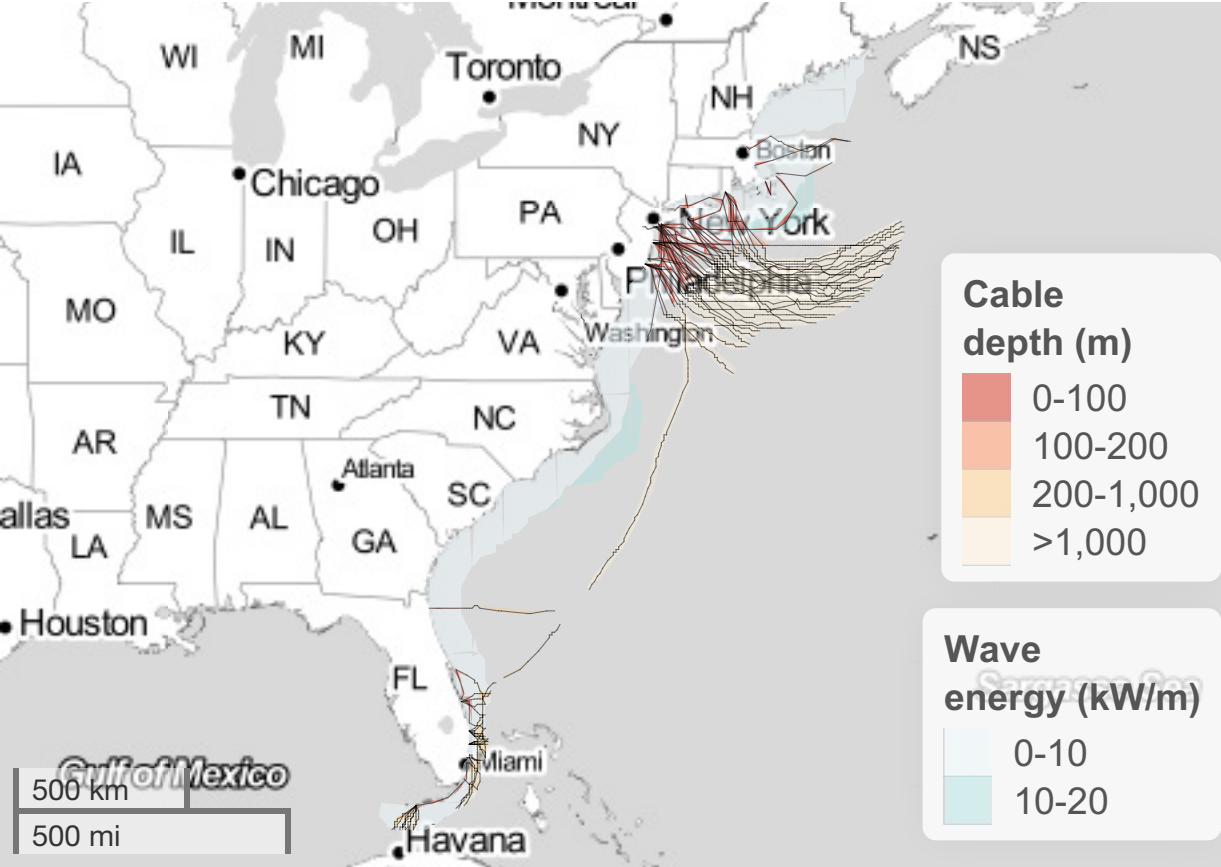 Montreal
WI
MI
Toronto
NS
NH
NY
Boston
IA
Chicago
PA
New York
OH
IL
IN
Philadelphia
MO
Washington
KY
VA
TN
NC
AR
Atlanta
SC
allas
MS
AL
GA
LA
Houston
FL
Gulf of Mexico
Miami
Havana
500 km
500 mi
Cable
depth (m)
0-100
100-200
200-1,000
>1,000
Sargasso Sea
Wave
energy (kW/m)
0-10
10-20